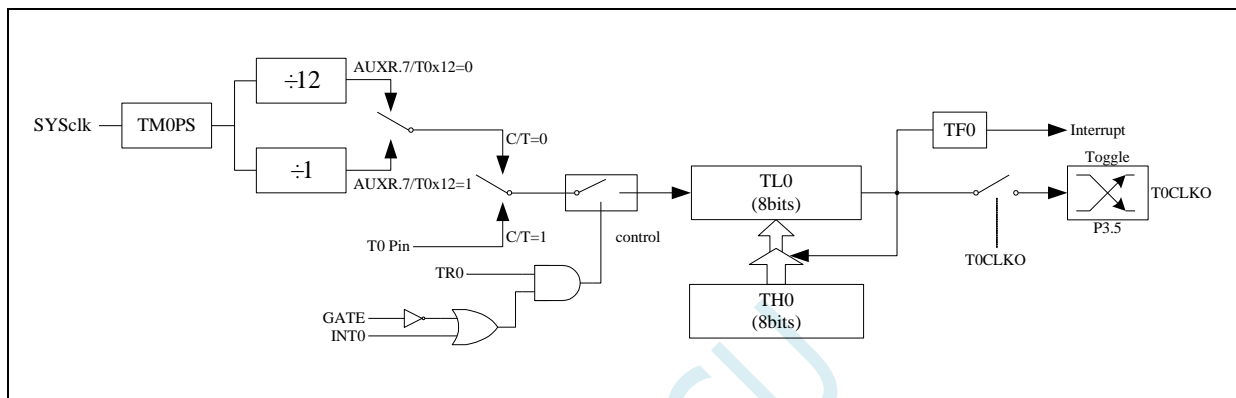 ÷12
AUXR.7/T0x12=0
SYSclk
TM0PS
÷1
AUXR.7/T0x12=1
C/T=0
T0 Pin
C/T=1
control
TR0
GATE
INT0
TL0
(8bits)
TH0
(8bits)
TF0
Interrupt
Toggle
T0CLKO
P3.5
T0CLKO